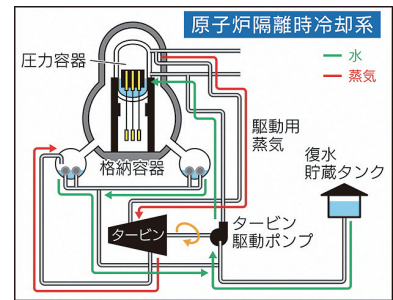 原子炉隔離時冷却系
圧力容器
水
蒸気
駆動用
蒸気
格納容器
復水
貯蔵タンク
タービン
タービン
駆動ポンプ